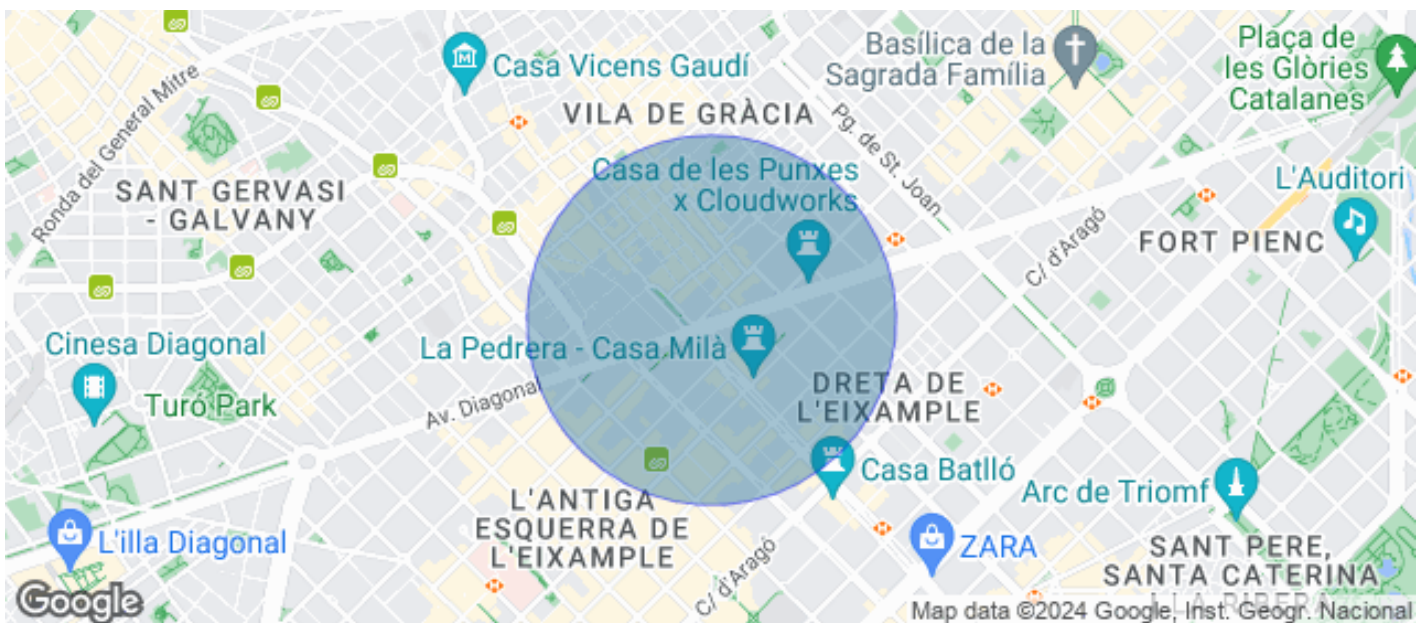 Basílica de la
Sagrada Família
Plaça de
les Glòries
Catalanes
Casa Vicens Gaudí
VILA DE GRÀCIA
Ronda del General Mitre
Pg. de St. Joan
Casa de les Punxes
x Cloudworks
SANT GERVASI
- GALVANY
L'Auditori
C/ d'Aragó
FORT PIENC
Cinesa Diagonal
La Pedrera - Casa Milà
Turó Park
Av. Diagonal
DRETA DE
L'EIXAMPLE
Casa Batlló
Arc de Triomf
L'ANTIGA
ESQUERRA DE
L'EIXAMPLE
L'illa Diagonal
ZARA
C/ d'Aragó
SANT PERE,
SANTA CATERINA
I LA RIBERA
Google
Map data ©2024 Google, Inst. Geogr. Nacional